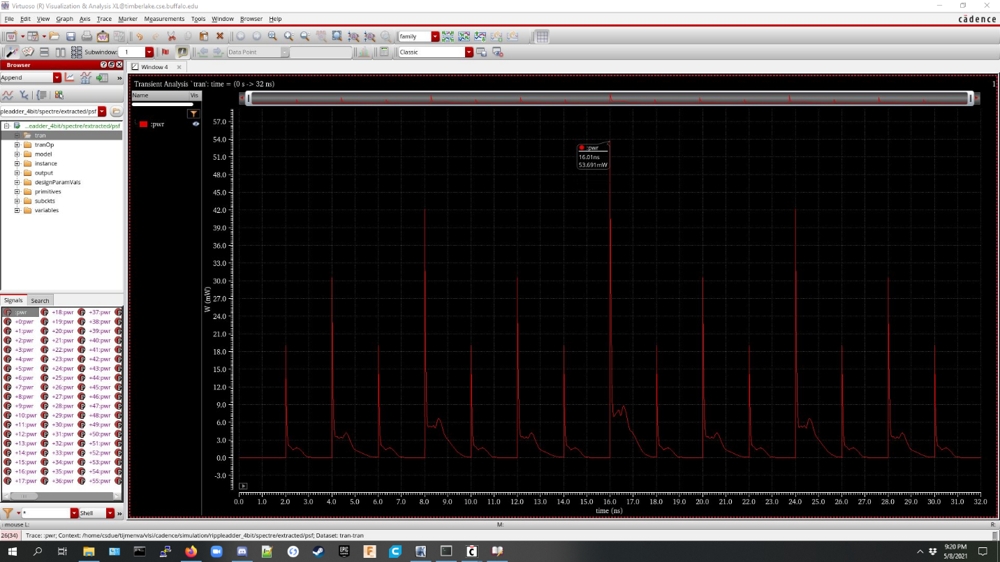 Virtuoso (R) Visualization & Analysis XL@timberlake.cse.buffalo.edu
File Edit View Graph Axis Trace Marker Measurements Tools Window Browser Help
cādence
family
Subwindow: 1
Data Point
Classic
Browser
Append
pleadder_4bit/spectre/extracted/psf
...eadder_4bit/spectre/extracted/psf
tran
tranOp
model
instance
output
designParamVals
primitives
subckts
variables
Signals Search
:pwr +18:pwr +37:pwr
+0:pwr +19:pwr +38:pwr
+1:pwr +20:pwr +39:pwr
+2:pwr +21:pwr +40:pwr
+3:pwr +22:pwr +41:pwr
+4:pwr +23:pwr +42:pwr
+5:pwr +24:pwr +43:pwr
+6:pwr +25:pwr +44:pwr
+7:pwr +26:pwr +45:pwr
+8:pwr +27:pwr +46:pwr
+9:pwr +28:pwr +47:pwr
+10:pwr +29:pwr +48:pwr
+11:pwr +30:pwr +49:pwr
+12:pwr +31:pwr +50:pwr
+13:pwr +32:pwr +51:pwr
+14:pwr +33:pwr +52:pwr
+15:pwr +34:pwr +53:pwr
+16:pwr +35:pwr +54:pwr
+17:pwr +36:pwr +55:pwr
* Shell
Window 4
Transient Analysis `tran': time = (0 s -> 32 ns) 1
Name Vis
:pwr
57.0
54.0
51.0
48.0
45.0
42.0
39.0
36.0
33.0
30.0
27.0
24.0
21.0
18.0
15.0
12.0
9.0
6.0
3.0
0.0
-3.0
W (mW)
:pwr
16.01ns
53.691mW
0.0 1.0 2.0 3.0 4.0 5.0 6.0 7.0 8.0 9.0 10.0 11.0 12.0 13.0 14.0 15.0 16.0 17.0 18.0 19.0 20.0 21.0 22.0 23.0 24.0 25.0 26.0 27.0 28.0 29.0 30.0 31.0 32.0
time (ns)
mouse L: M: R:
26(34) Trace: :pwr; Context: /home/csdue/tijmenva/vlsi/cadence/simulation/rippleadder_4bit/spectre/extracted/psf; Dataset: tran-tran
EPIC GAMES
9:20 PM
5/8/2021